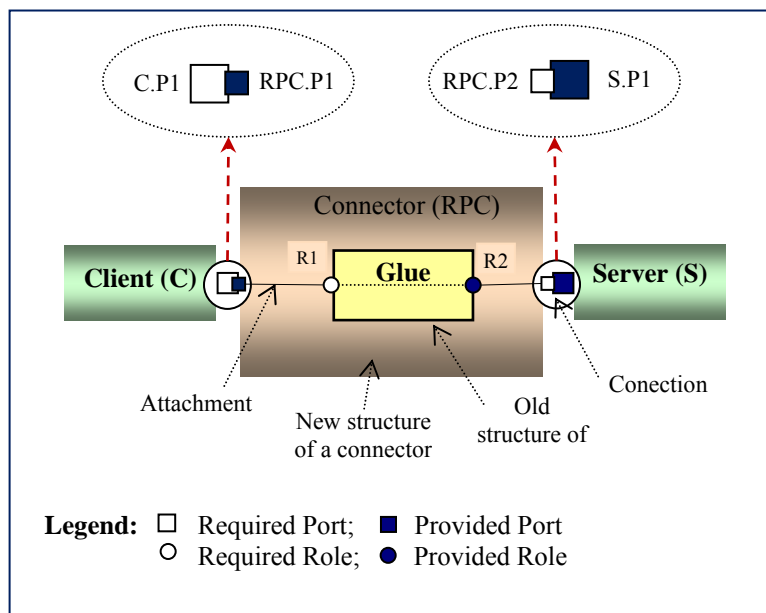 C.P1 RPC.P1
RPC.P2 S.P1
Connector (RPC)
Client (C)
R1
Glue
R2
Server (S)
Attachment
New structure
of a connector
Old
structure of
Conection
Legend: Required Port; Provided Port
Required Role; Provided Role